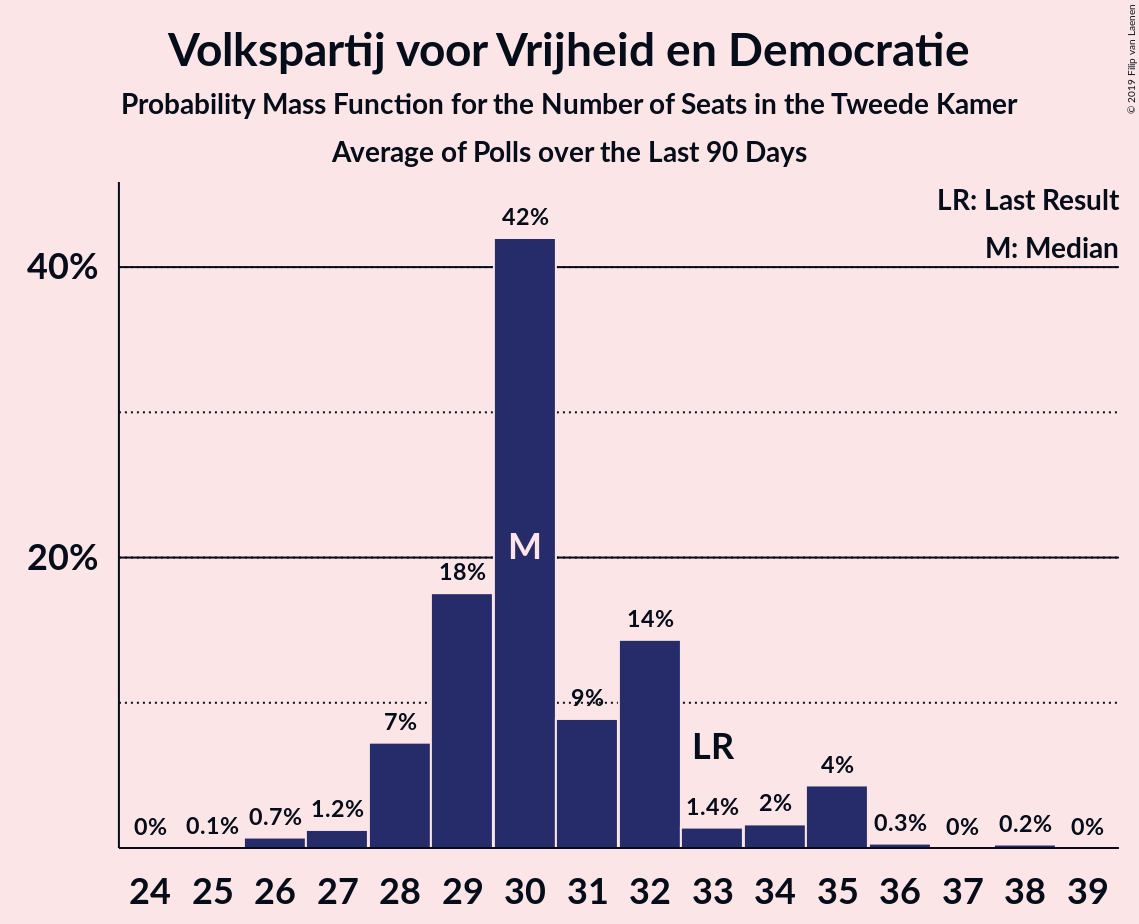 Volkspartij voor Vrijheid en Democratie
Probability Mass Function for the Number of Seats in the Tweede Kamer
Average of Polls over the Last 90 Days
© 2019 Filip van Laenen
LR: Last Result
M: Median
40%
20%
0%
0.1%
0.7%
1.2%
7%
18%
42%
M
9%
14%
LR
1.4%
2%
4%
0.3%
0%
0.2%
0%
24 25 26 27 28 29 30 31 32 33 34 35 36 37 38 39